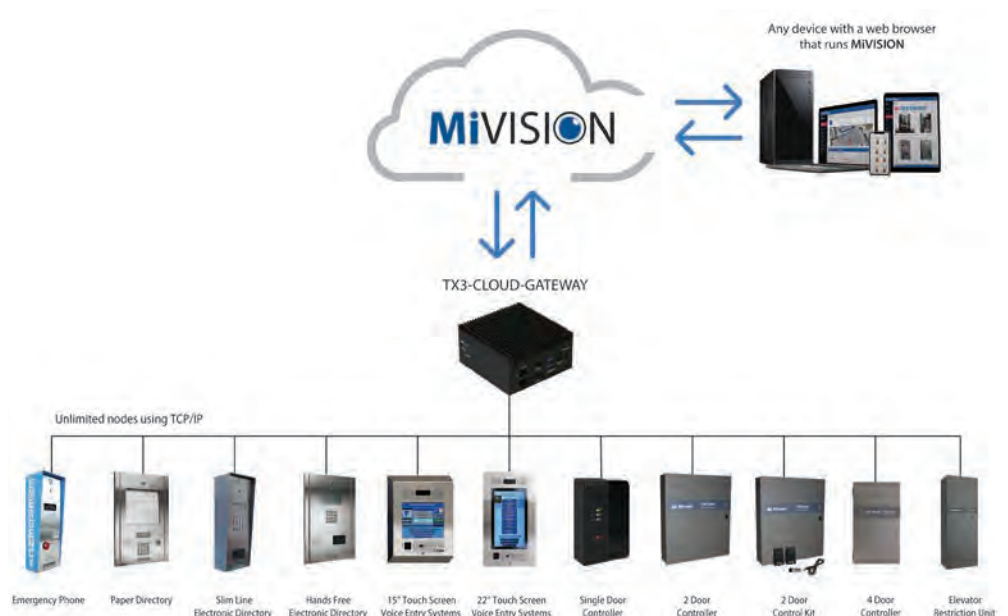 Any device with a web browser
that runs MiVISION
MiVISION
TX3-CLOUD-GATEWAY
Unlimited nodes using TCP/IP
Emergency Phone
Paper Directory
Slim Line
Electronic Directory
Hands Free
Electronic Directory
15" Touch Screen
Voice Entry Systems
22" Touch Screen
Voice Entry Systems
Single Door
Controller
2 Door
Controller
2 Door
Control Kit
4 Door
Controller
Elevator
Restriction Unit